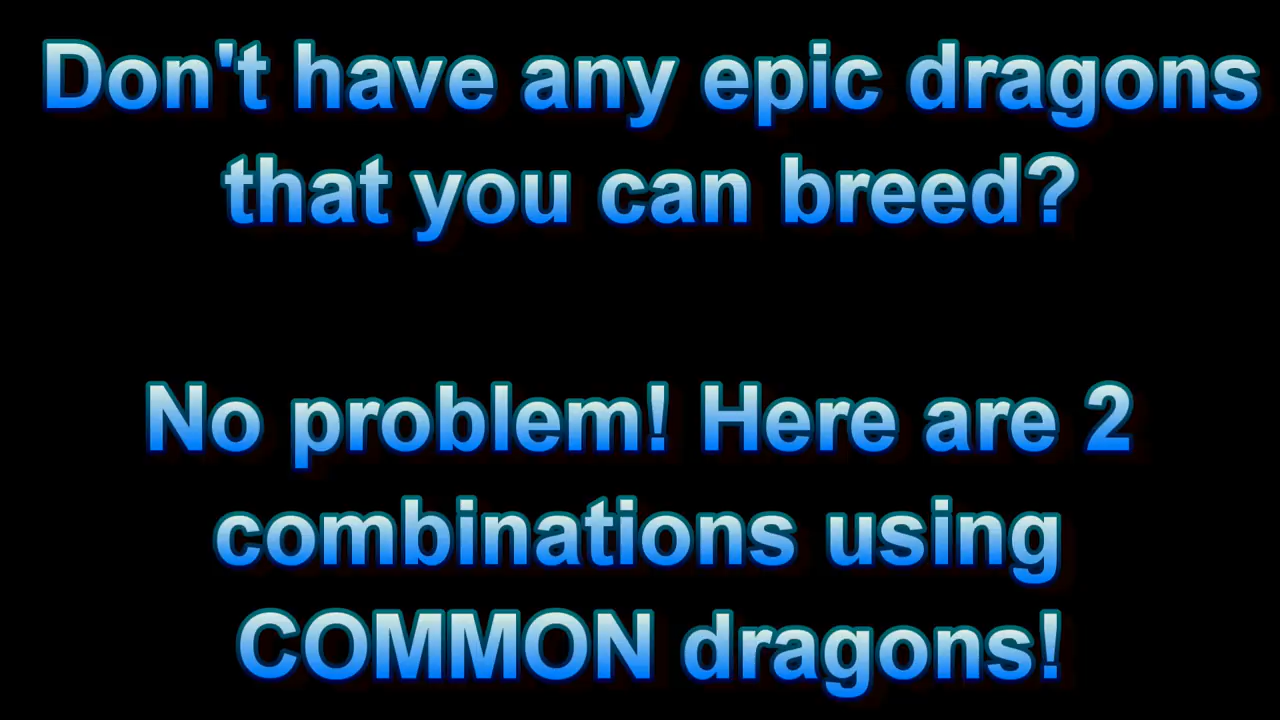 Don't have any epic dragons
that you can breed?
No problem! Here are 2
combinations using
COMMON dragons!